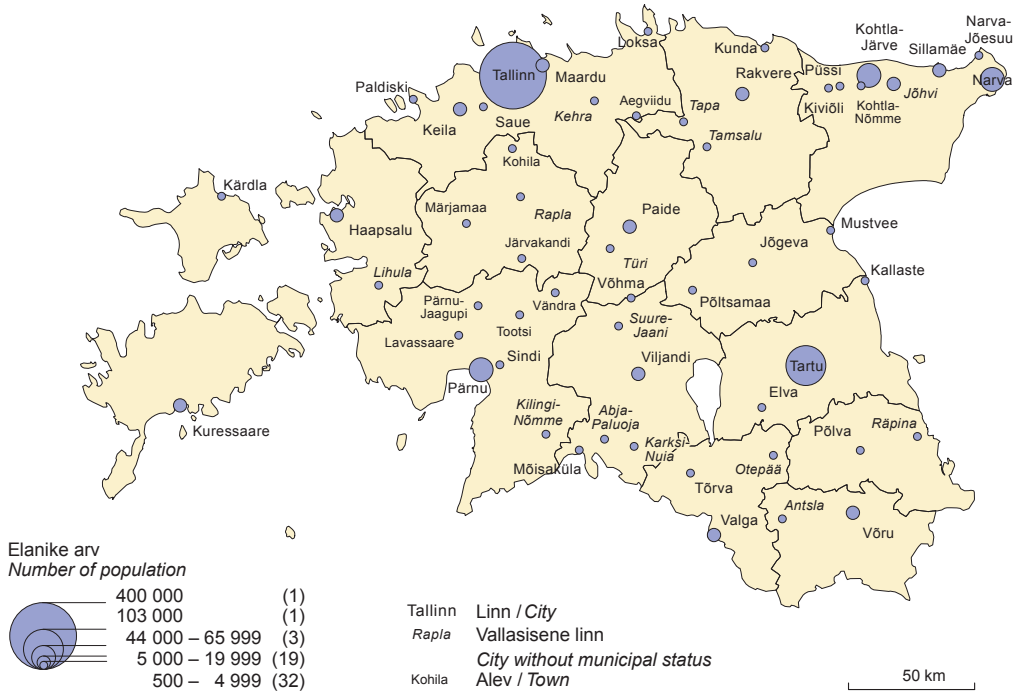 Loksa
Kunda
Kohtla-
Järve
Narva-
Jõesuu
Sillamäe
Paldiski
Tallinn
Maardu
Rakvere
Püssi
Narva
Keila
Saue
Kehra
Aegviidu
Tapa
Kiviõli
Kohtla-
Nõmme
Jõhvi
Tamsalu
Kohila
Kärdla
Haapsalu
Märjamaa
Rapla
Paide
Mustvee
Järvakandi
Türi
Jõgeva
Lihula
Võhma
Kallaste
Pärnu-
Jaagupi
Vändra
Põltsamaa
Tootsi
Suure-
Jaani
Lavassaare
Sindi
Viljandi
Tartu
Pärnu
Elva
Kuressaare
Kilingi-
Nõmme
Abja-
Paluoja
Karksi-
Nuia
Põlva
Räpina
Mõisaküla
Otepää
Tõrva
Antsla
Valga
Võru
Elanike arv
Number of population
400 000 (1)
103 000 (1)
44 000 – 65 999 (3)
5 000 – 19 999 (19)
500 – 4 999 (32)
Tallinn Linn / City
Rapla Vallasisene linn
City without municipal status
Kohila Alev / Town
50 km